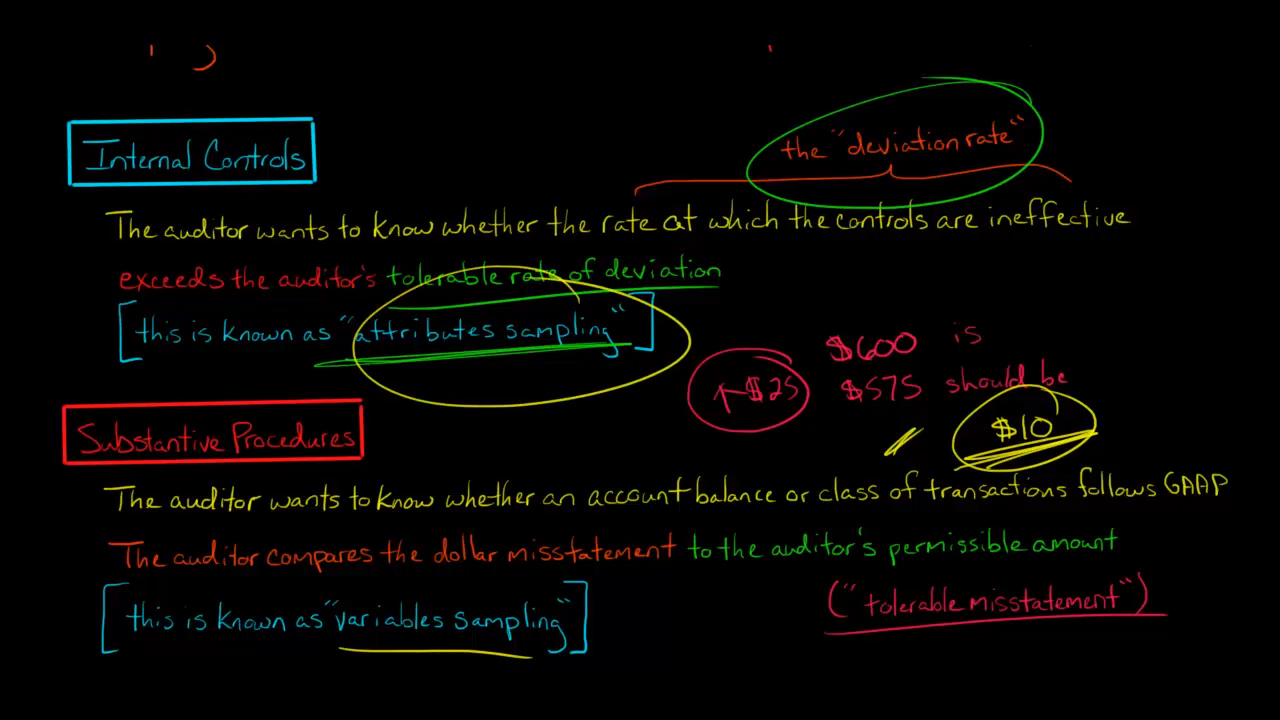 the "deviation rate"
Internal Controls
The auditor wants to know whether the rate at which the controls are ineffective
exceeds the auditor's tolerable rate of deviation
[this is known as "attributes sampling"]
$600 is
↑$25 $575 should be
$10
Substantive Procedures
The auditor wants to know whether an account balance or class of transactions follows GAAP
The auditor compares the dollar misstatement to the auditor's permissible amount
("tolerable misstatement")
[this is known as "variables sampling"]